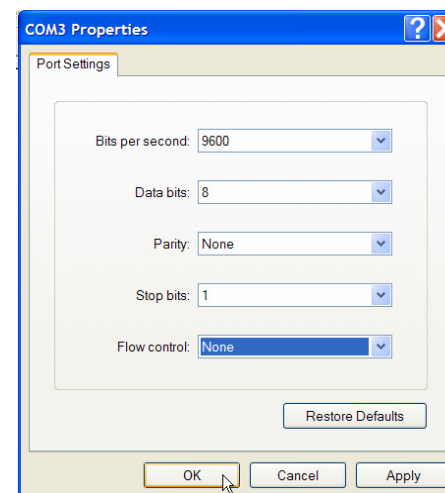 COM3 Properties
Port Settings
Bits per second: 9600
Data bits: 8
Parity: None
Stop bits: 1
Flow control: None
Restore Defaults
OK Cancel Apply